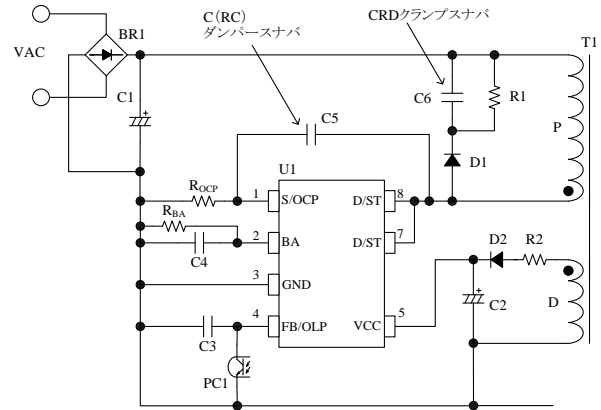 C(RC)
ダンパースナバ
CRDクランプスナバ
BR1
VAC
T1
C1
C6
R1
P
C5
D1
U1
ROCP
1
S/OCP
D/ST
8
RBA
2
BA
D/ST
7
C4
D2
R2
3
GND
C2
D
4
FB/OLP
VCC
5
C3
PC1